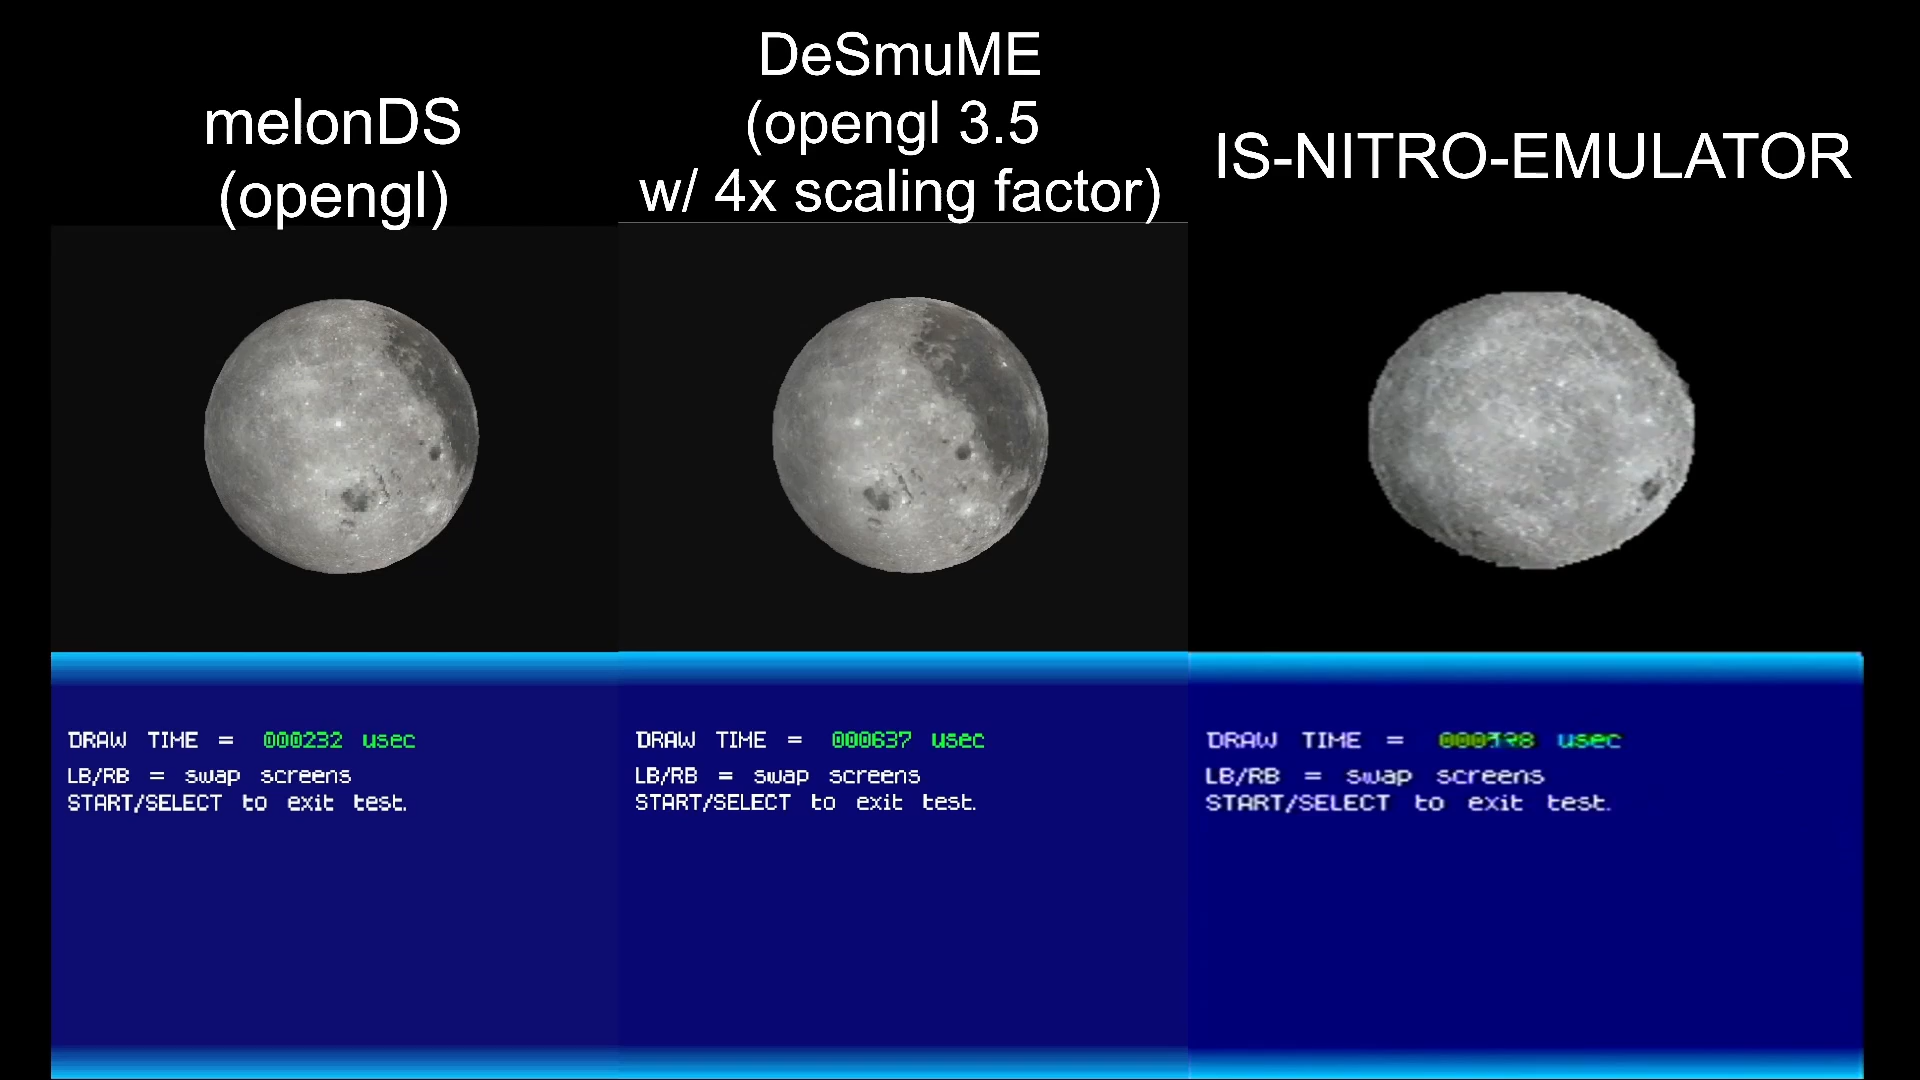 melonDS
(opengl)
DeSmuME
(opengl 3.5
w/ 4x scaling factor)
IS-NITRO-EMULATOR
DRAW TIME = 000232 usec
LB/RB = swap screens
START/SELECT to exit test.
DRAW TIME = 000637 usec
LB/RB = swap screens
START/SELECT to exit test.
DRAW TIME = usec
LB/RB = swap screens
START/SELECT to exit test.